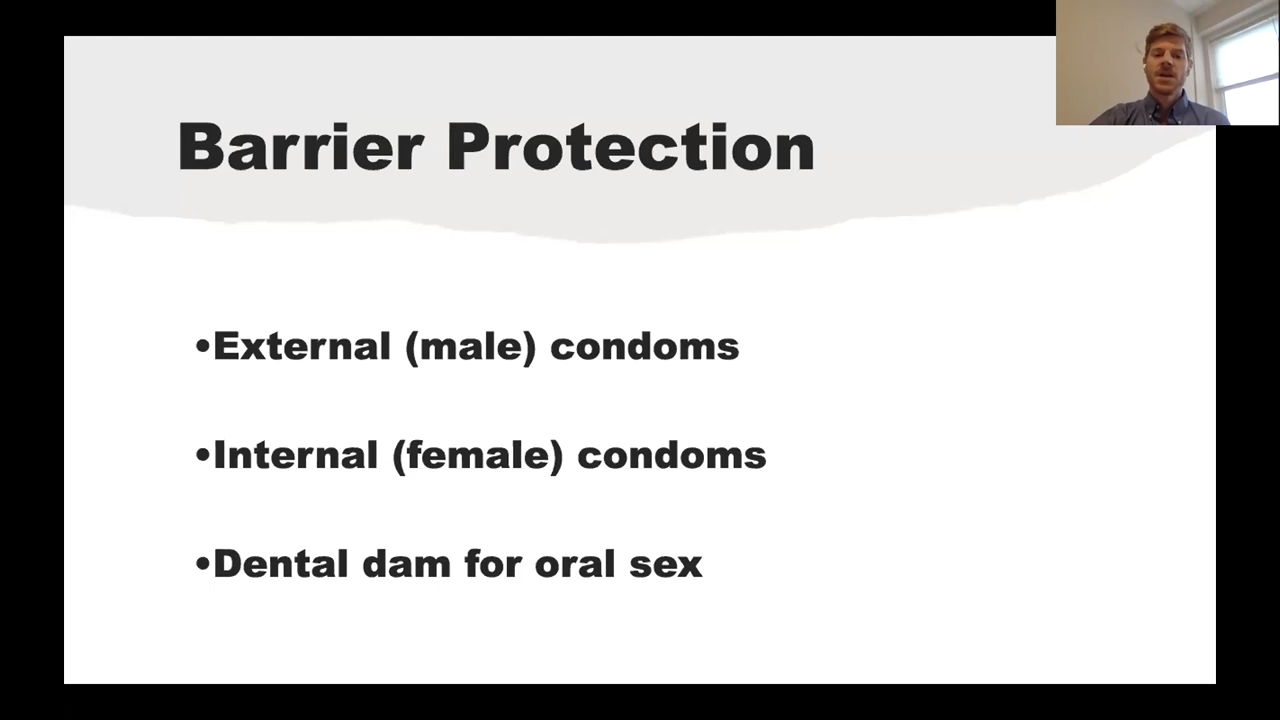 Barrier Protection
•External (male) condoms
•Internal (female) condoms
•Dental dam for oral sex